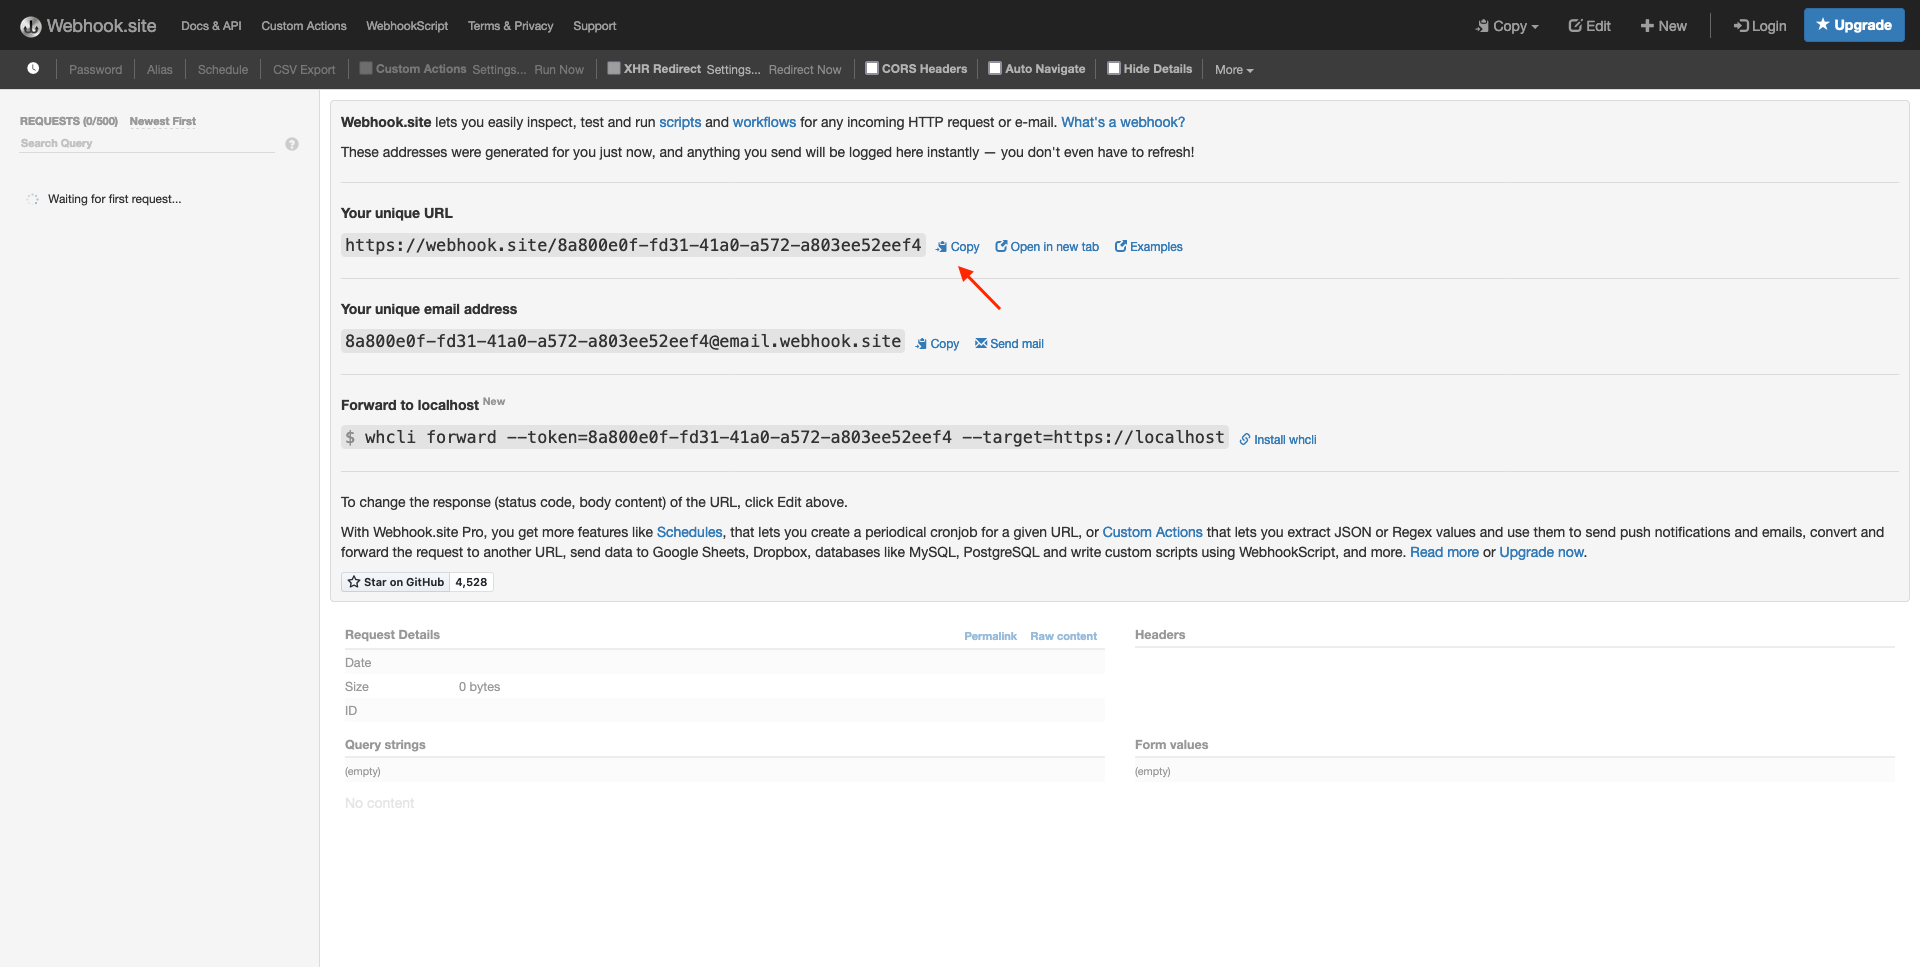 Webhook.site Docs & API Custom Actions WebhookScript Terms & Privacy Support Copy Edit New Login Upgrade
Password Alias Schedule CSV Export Custom Actions Settings... Run Now XHR Redirect Settings... Redirect Now CORS Headers Auto Navigate Hide Details More
REQUESTS (0/500) Newest First
Search Query ?
Waiting for first request...
Webhook.site lets you easily inspect, test and run scripts and workflows for any incoming HTTP request or e-mail. What's a webhook?
These addresses were generated for you just now, and anything you send will be logged here instantly — you don't even have to refresh!
Your unique URL
https://webhook.site/8a800e0f-fd31-41a0-a572-a803ee52eef4 Copy Open in new tab Examples
Your unique email address
8a800e0f-fd31-41a0-a572-a803ee52eef4@email.webhook.site Copy Send mail
Forward to localhost New
$ whcli forward --token=8a800e0f-fd31-41a0-a572-a803ee52eef4 --target=https://localhost Install whcli
To change the response (status code, body content) of the URL, click Edit above.
With Webhook.site Pro, you get more features like Schedules, that lets you create a periodical cronjob for a given URL, or Custom Actions that lets you extract JSON or Regex values and use them to send push notifications and emails, convert and
forward the request to another URL, send data to Google Sheets, Dropbox, databases like MySQL, PostgreSQL and write custom scripts using WebhookScript, and more. Read more or Upgrade now.
Star on GitHub 4,528
Request Details Permalink Raw content
Date
Size 0 bytes
ID
Headers
Query strings
(empty)
Form values
(empty)
No content